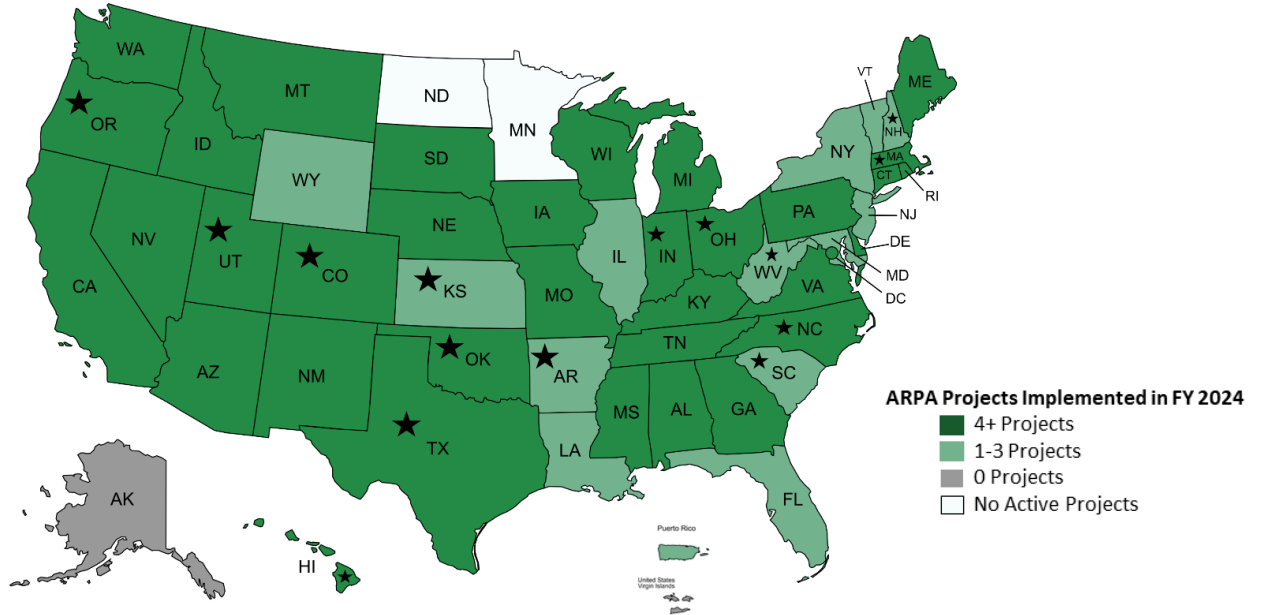 WA
MT
ND
MN
VT
ME
OR
ID
SD
WI
NY
NH
MA
CT
WY
MI
RI
NE
IA
PA
NJ
NV
UT
CO
IL
IN
OH
DE
WV
MD
CA
KS
MO
KY
VA
DC
AZ
NM
OK
AR
TN
NC
SC
TX
MS
AL
GA
LA
FL
AK
HI
Puerto Rico
United States
Virgin Islands
ARPA Projects Implemented in FY 2024
4+ Projects
1-3 Projects
0 Projects
No Active Projects